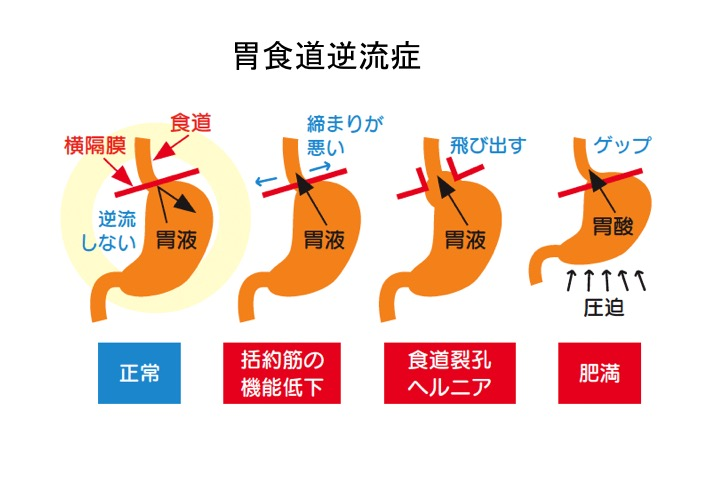 胃食道逆流症
食道
横隔膜
逆流
しない
胃液
締まりが
悪い
胃液
飛び出す
胃液
ゲップ
胃酸
圧迫
正常
括約筋の
機能低下
食道裂孔
ヘルニア
肥満